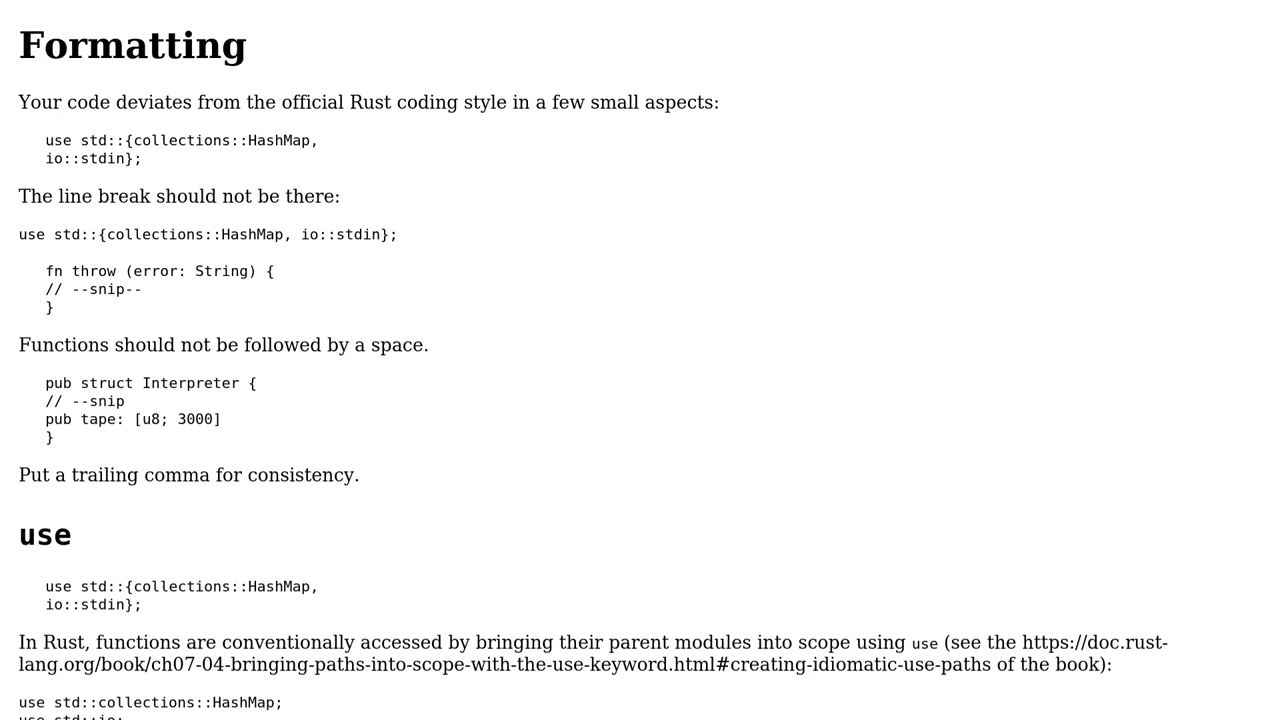 Formatting
Your code deviates from the official Rust coding style in a few small aspects:
use std::{collections::HashMap,
io::stdin};
The line break should not be there:
use std::{collections::HashMap, io::stdin};
fn throw (error: String) {
// --snip--
}
Functions should not be followed by a space.
pub struct Interpreter {
// --snip
pub tape: [u8; 3000]
}
Put a trailing comma for consistency.
use
use std::{collections::HashMap,
io::stdin};
In Rust, functions are conventionally accessed by bringing their parent modules into scope using use (see the https://doc.rust-
lang.org/book/ch07-04-bringing-paths-into-scope-with-the-use-keyword.html#creating-idiomatic-use-paths of the book):
use std::collections::HashMap;
use std::io;